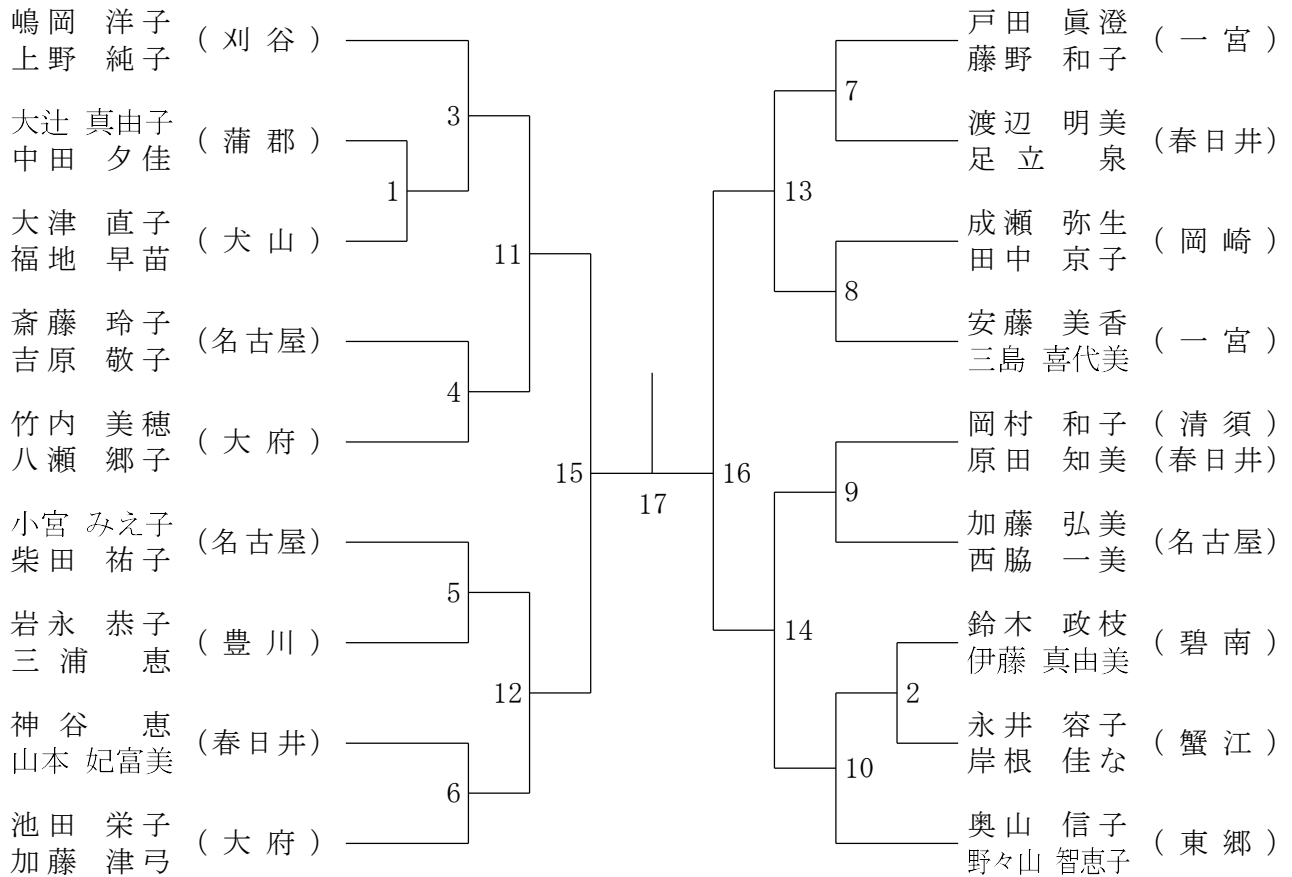 嶋岡 洋子 (刈谷)
上野 純子
大辻 真由子 (蒲郡)
中田 夕佳
大津 直子 (犬山)
福地 早苗
斎藤 玲子 (名古屋)
吉原 敬子
竹内 美穂 (大府)
八瀬 郷子
小宮 みえ子 (名古屋)
柴田 祐子
岩永 恭子 (豊川)
三浦 恵
神谷 恵 (春日井)
山本 妃富美
池田 栄子 (大府)
加藤 津弓
3
1
11
4
15
5
12
6
17
16
7
13
8
9
14
2
10
戸田 眞澄 (一宮)
藤野 和子
渡辺 明美 (春日井)
足立 泉
成瀬 弥生 (岡崎)
田中 京子
安藤 美香 (一宮)
三島 喜代美
岡村 和子 (清須)
原田 知美 (春日井)
加藤 弘美 (名古屋)
西脇 一美
鈴木 政枝 (碧南)
伊藤 真由美
永井 容子 (蟹江)
岸根 佳な
奥山 信子 (東郷)
野々山 智恵子